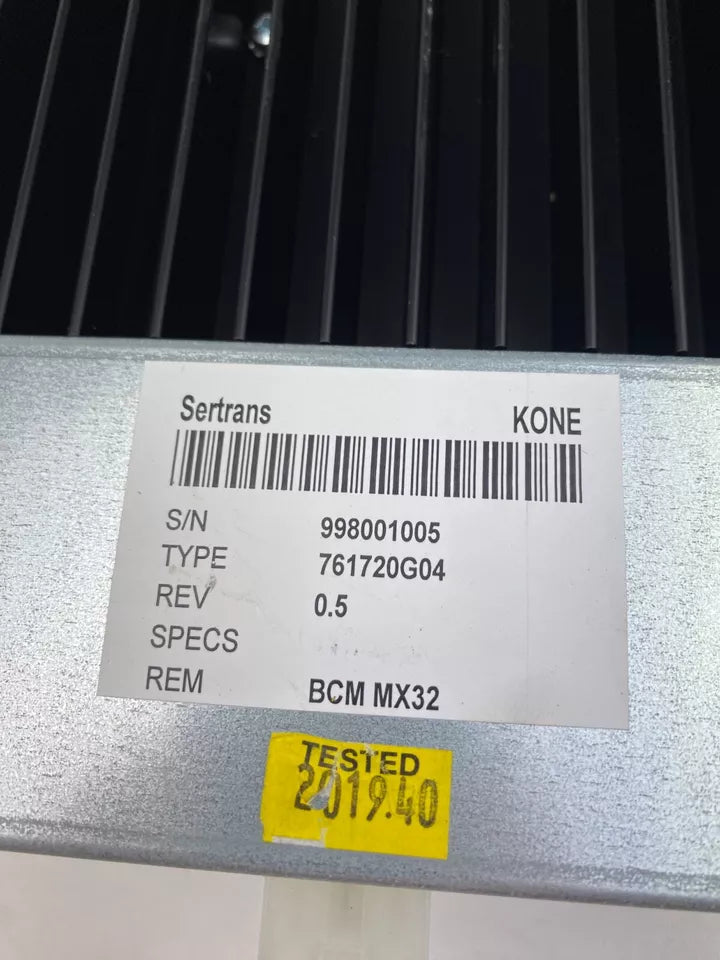 Sertrans KONE
S/N 998001005
TYPE 761720G04
REV 0.5
SPECS
REM BCM MX32
TESTED
2019.40